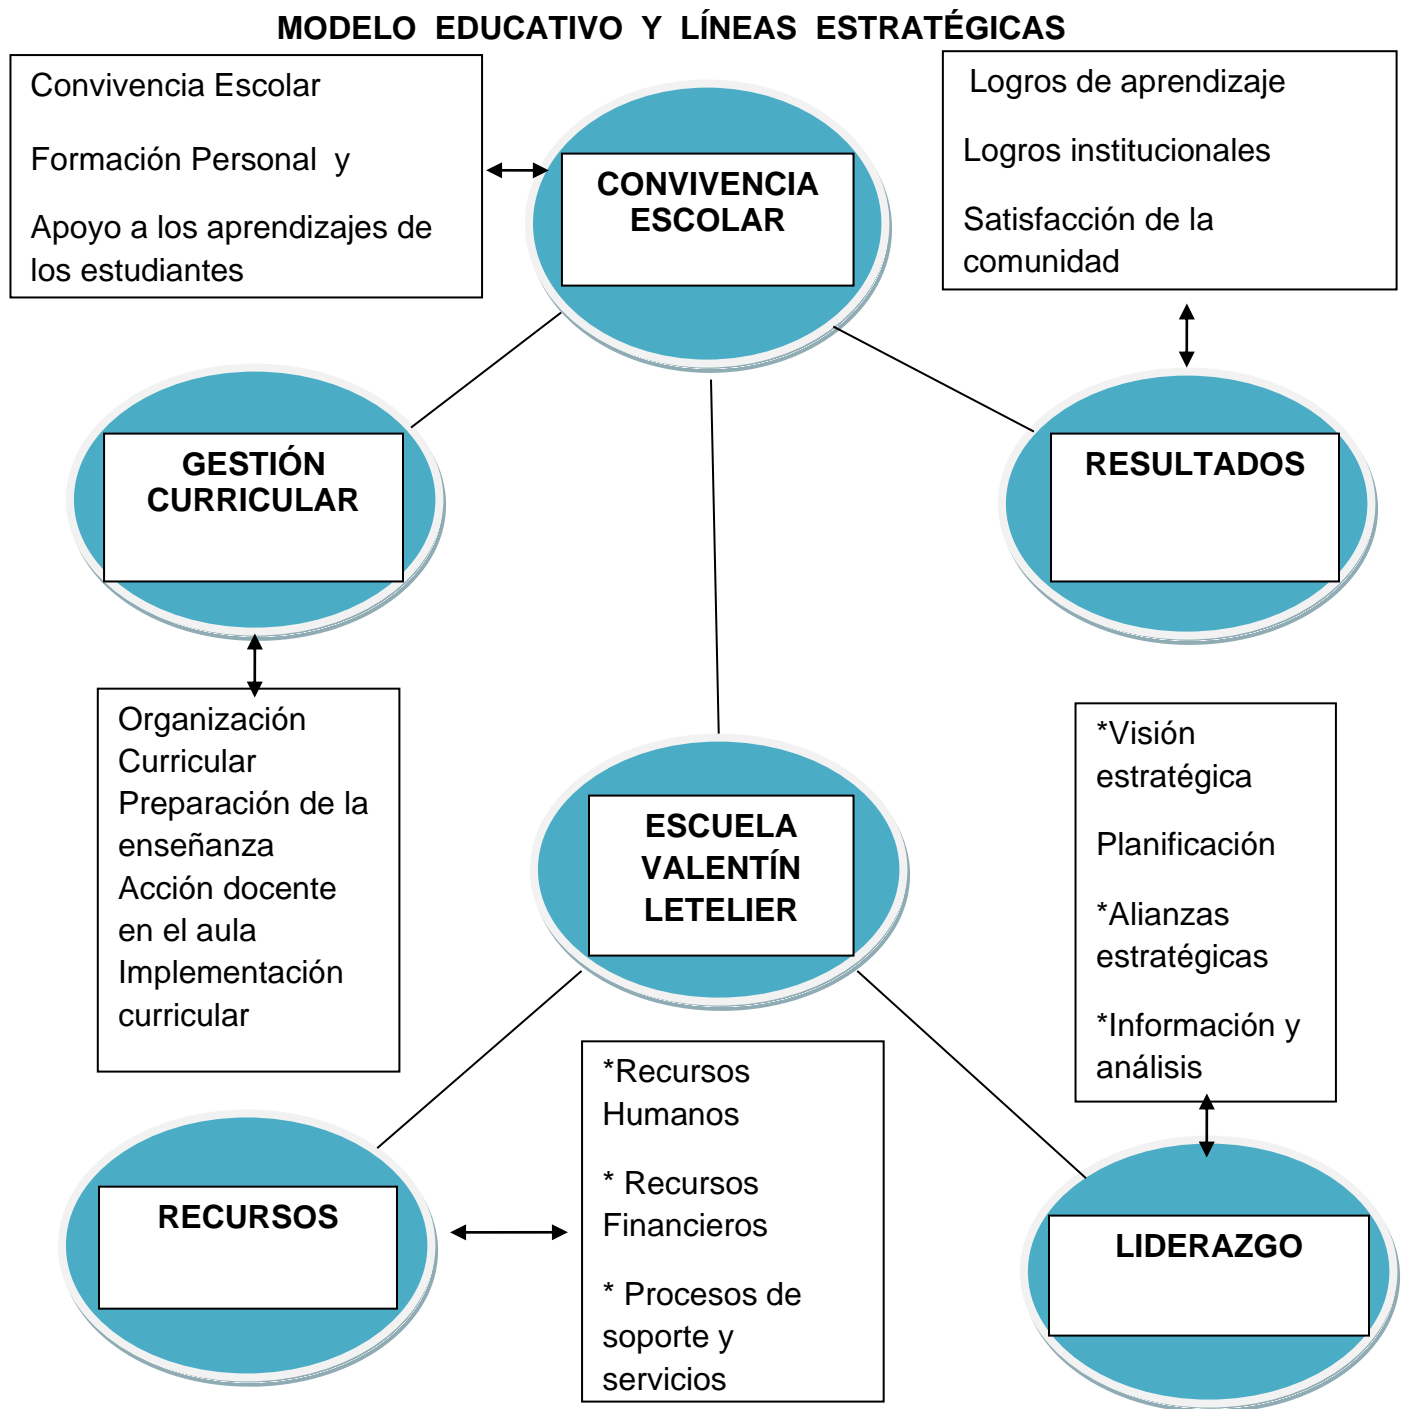 MODELO EDUCATIVO Y LÍNEAS ESTRATÉGICAS
Convivencia Escolar
Formación Personal y
Apoyo a los aprendizajes de
los estudiantes
CONVIVENCIA
ESCOLAR
Logros de aprendizaje
Logros institucionales
Satisfacción de la
comunidad
GESTIÓN
CURRICULAR
RESULTADOS
Organización
Curricular
Preparación de la
enseñanza
Acción docente
en el aula
Implementación
curricular
ESCUELA
VALENTÍN
LETELIER
*Visión
estratégica
Planificación
*Alianzas
estratégicas
*Información y
análisis
RECURSOS
*Recursos
Humanos
* Recursos
Financieros
* Procesos de
soporte y
servicios
LIDERAZGO